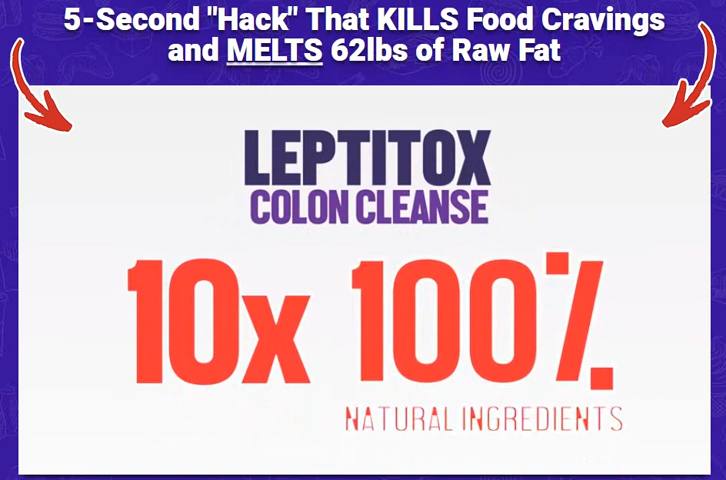 5-Second "Hack" That KILLS Food Cravings
and MELTS 62lbs of Raw Fat
LEPTITOX
COLON CLEANSE
10x 100%
NATURAL INGREDIENTS